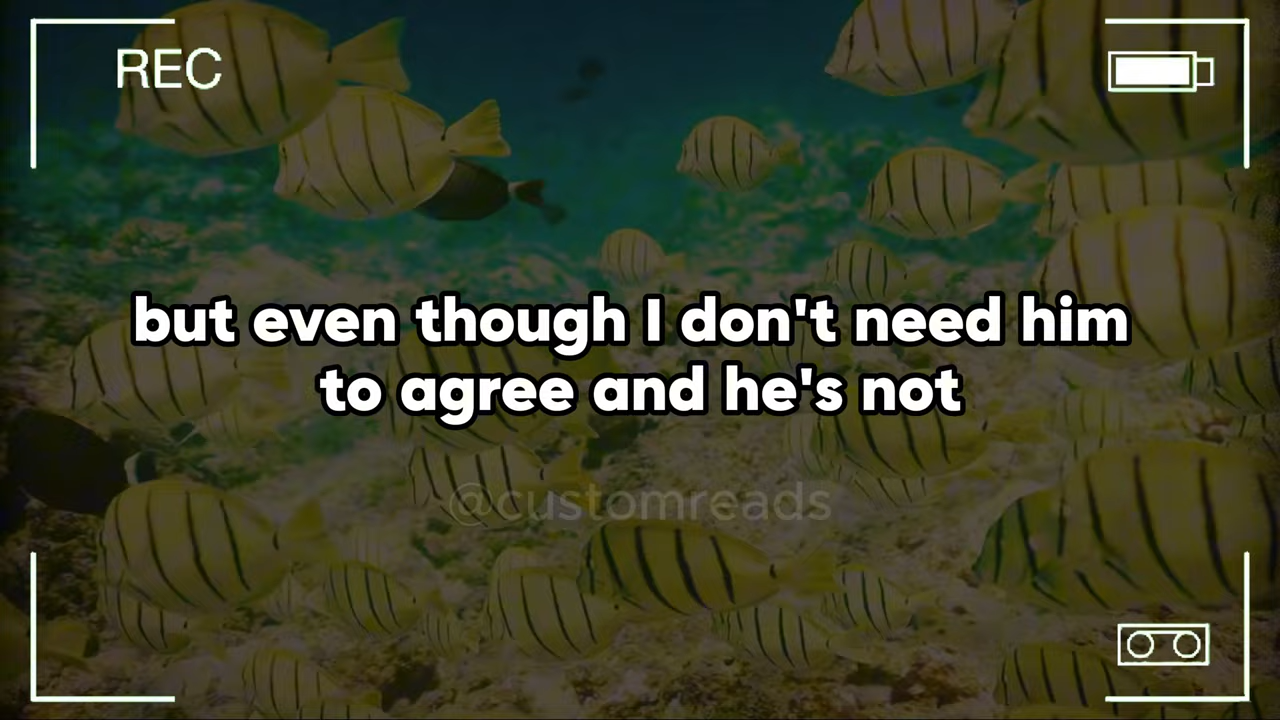 REC
but even though I don't need him
to agree and he's not
@customreads